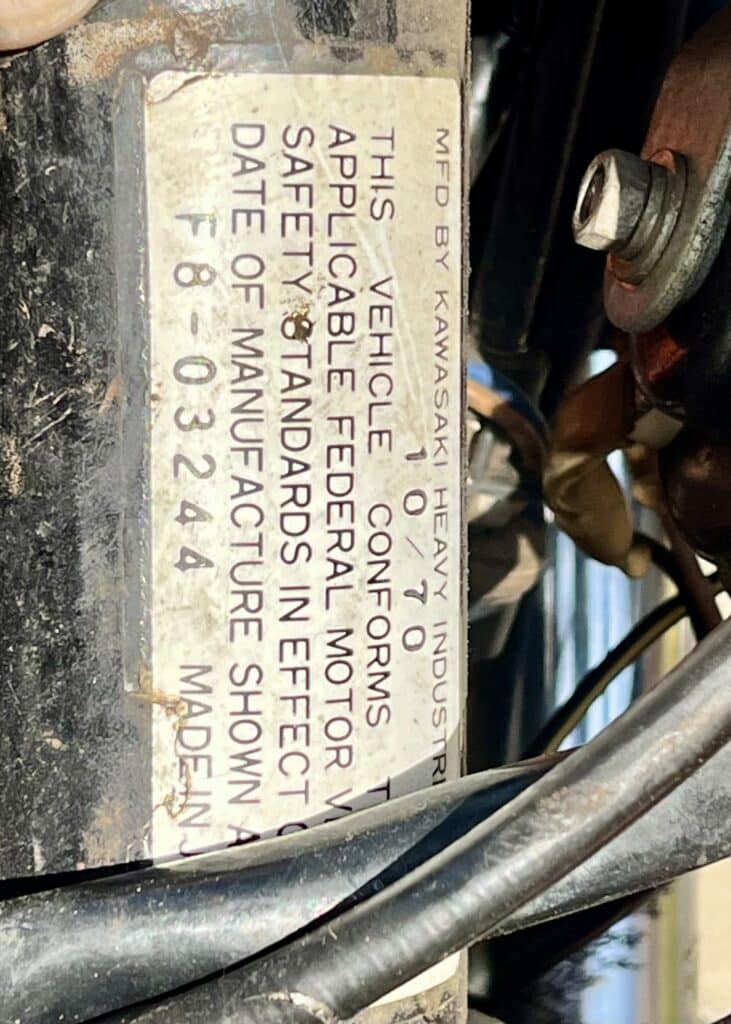 MFD BY KAWASAKI HEAVY INDUSTRI
10/70
THIS VEHICLE CONFORMS T
APPLICABLE FEDERAL MOTOR V
SAFETY STANDARDS IN EFFECT O
DATE OF MANUFACTURE SHOWN A
F8-03244 MADE IN J